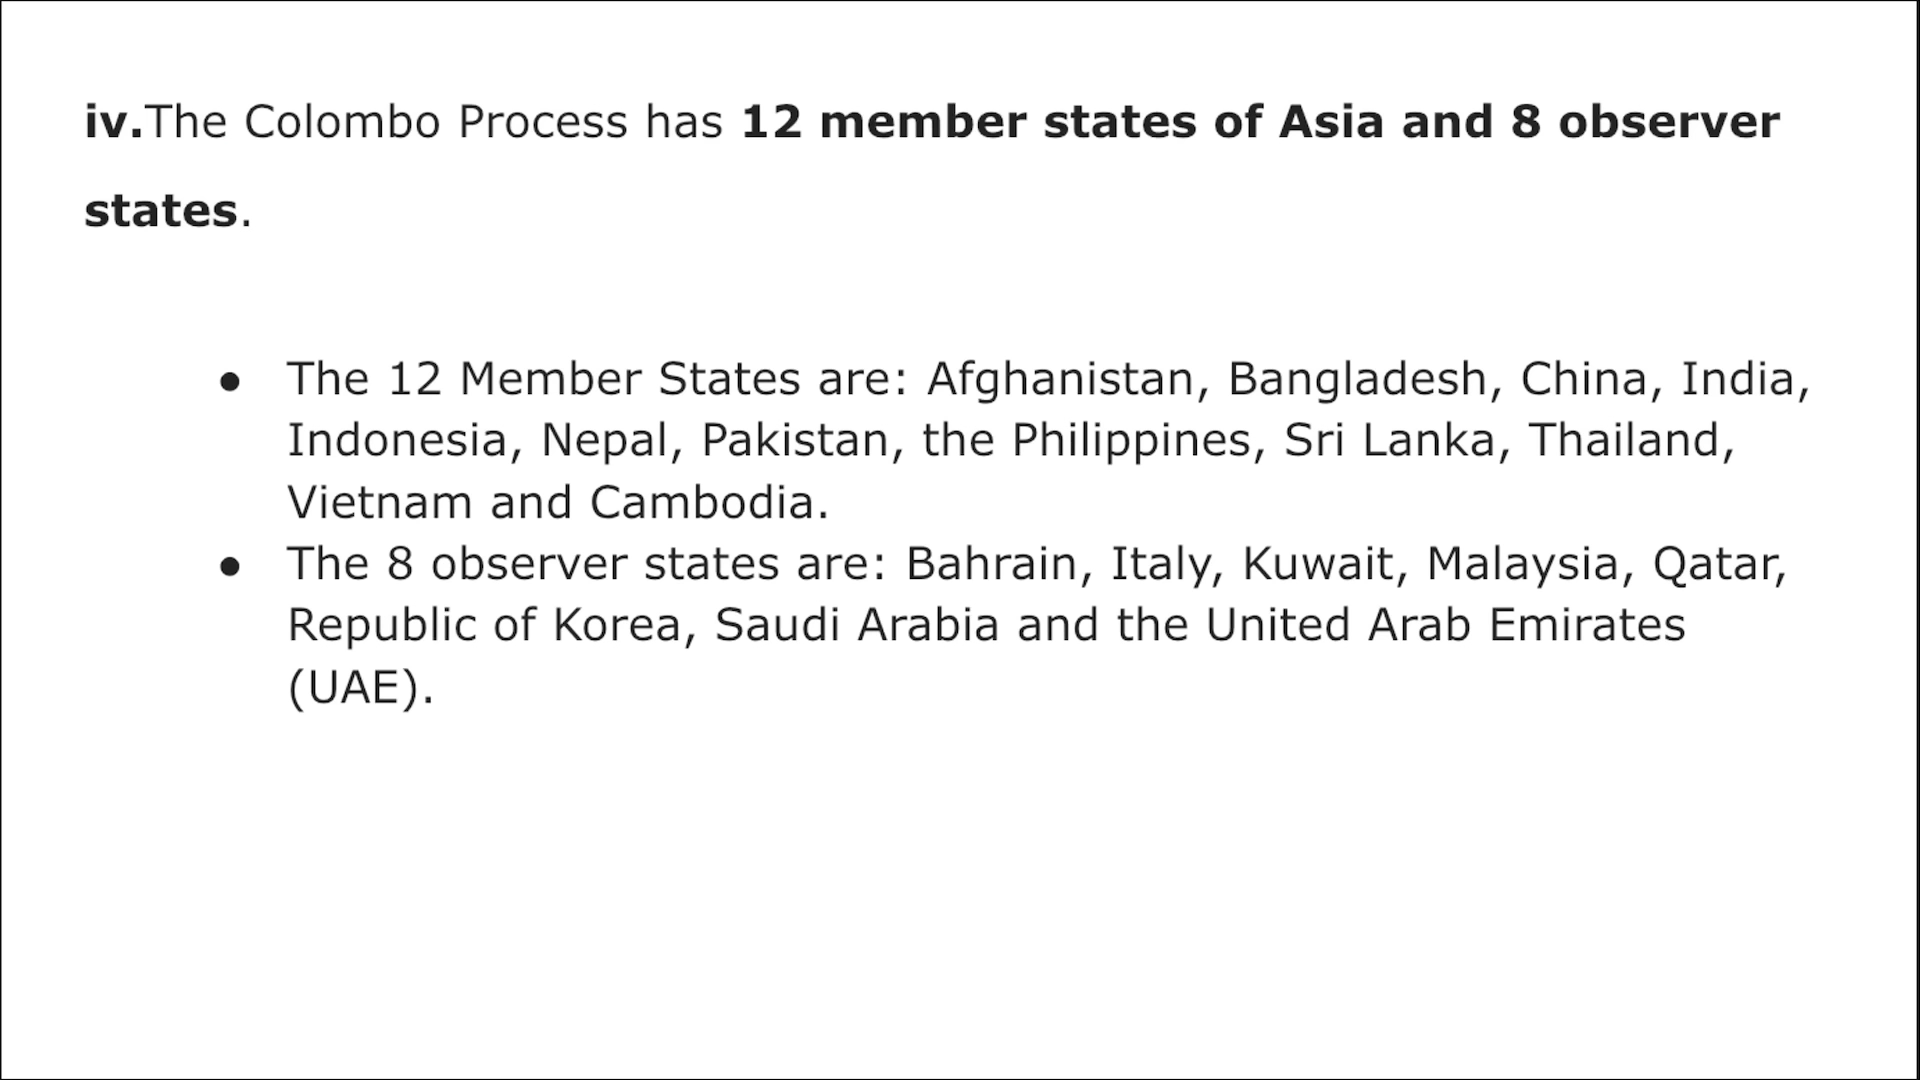 iv.The Colombo Process has 12 member states of Asia and 8 observer
states.
● The 12 Member States are: Afghanistan, Bangladesh, China, India,
Indonesia, Nepal, Pakistan, the Philippines, Sri Lanka, Thailand,
Vietnam and Cambodia.
● The 8 observer states are: Bahrain, Italy, Kuwait, Malaysia, Qatar,
Republic of Korea, Saudi Arabia and the United Arab Emirates
(UAE).